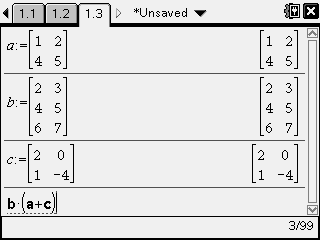 1.1 1.2 1.3 *Unsaved
a:=[1 2 [1 2
4 5] 4 5]
b:=[2 3 [2 3
4 5 4 5
6 7] 6 7]
c:=[2 0 [2 0
1 -4] 1 -4]
b·(a+c)
3/99